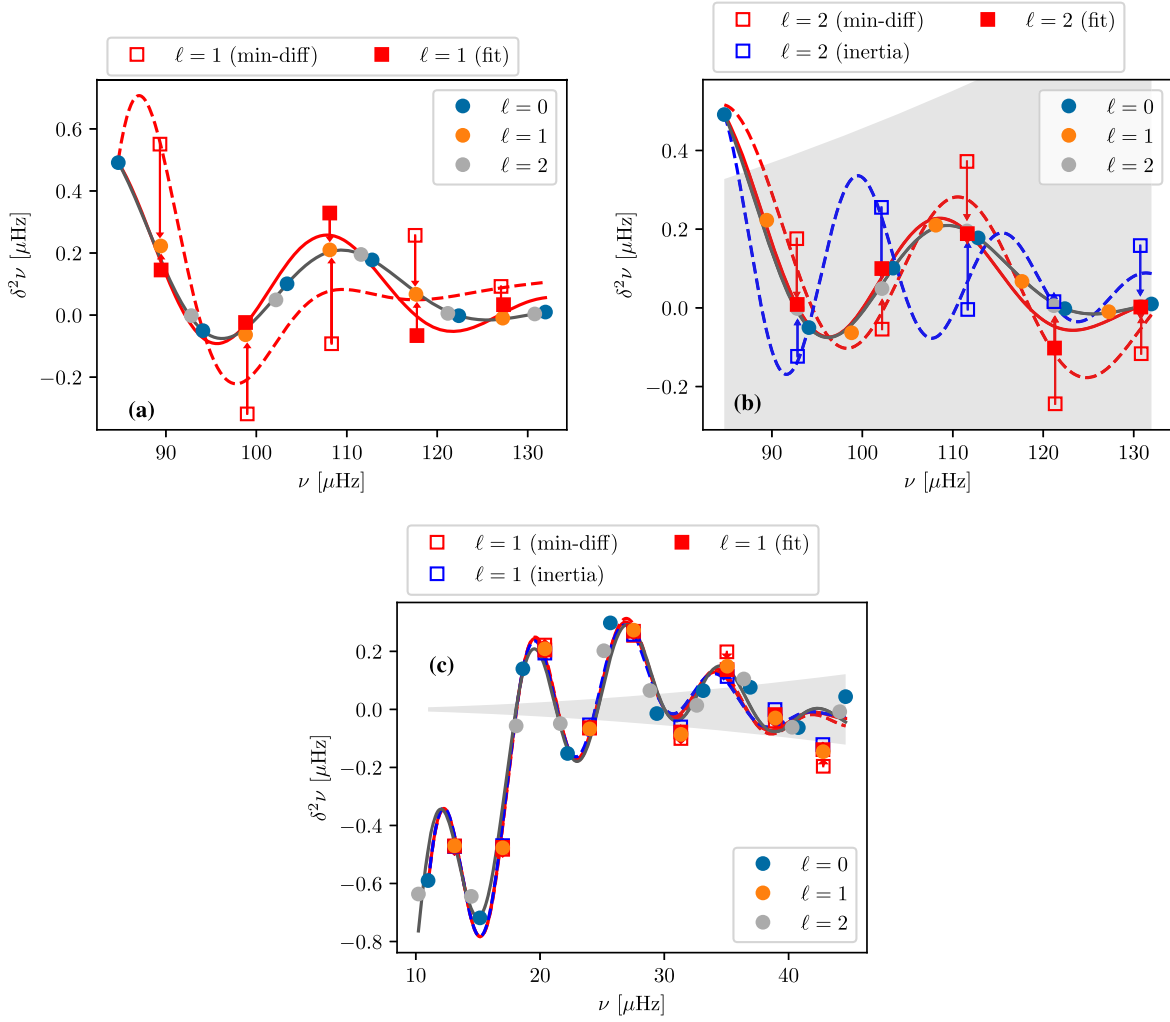 ℓ = 1 (min-diff) ℓ = 1 (fit)
ℓ = 0
ℓ = 1
ℓ = 2
0.6
0.4
0.2
0.0
−0.2
δ²ν [μHz]
(a)
90 100 110 120 130
ν [μHz]
ℓ = 2 (min-diff) ℓ = 2 (fit)
ℓ = 2 (inertia)
ℓ = 0
ℓ = 1
ℓ = 2
0.4
0.2
0.0
−0.2
δ²ν [μHz]
(b)
90 100 110 120 130
ν [μHz]
ℓ = 1 (min-diff) ℓ = 1 (fit)
ℓ = 1 (inertia)
(c)
0.2
0.0
−0.2
−0.4
−0.6
−0.8
δ²ν [μHz]
ℓ = 0
ℓ = 1
ℓ = 2
10 20 30 40
ν [μHz]